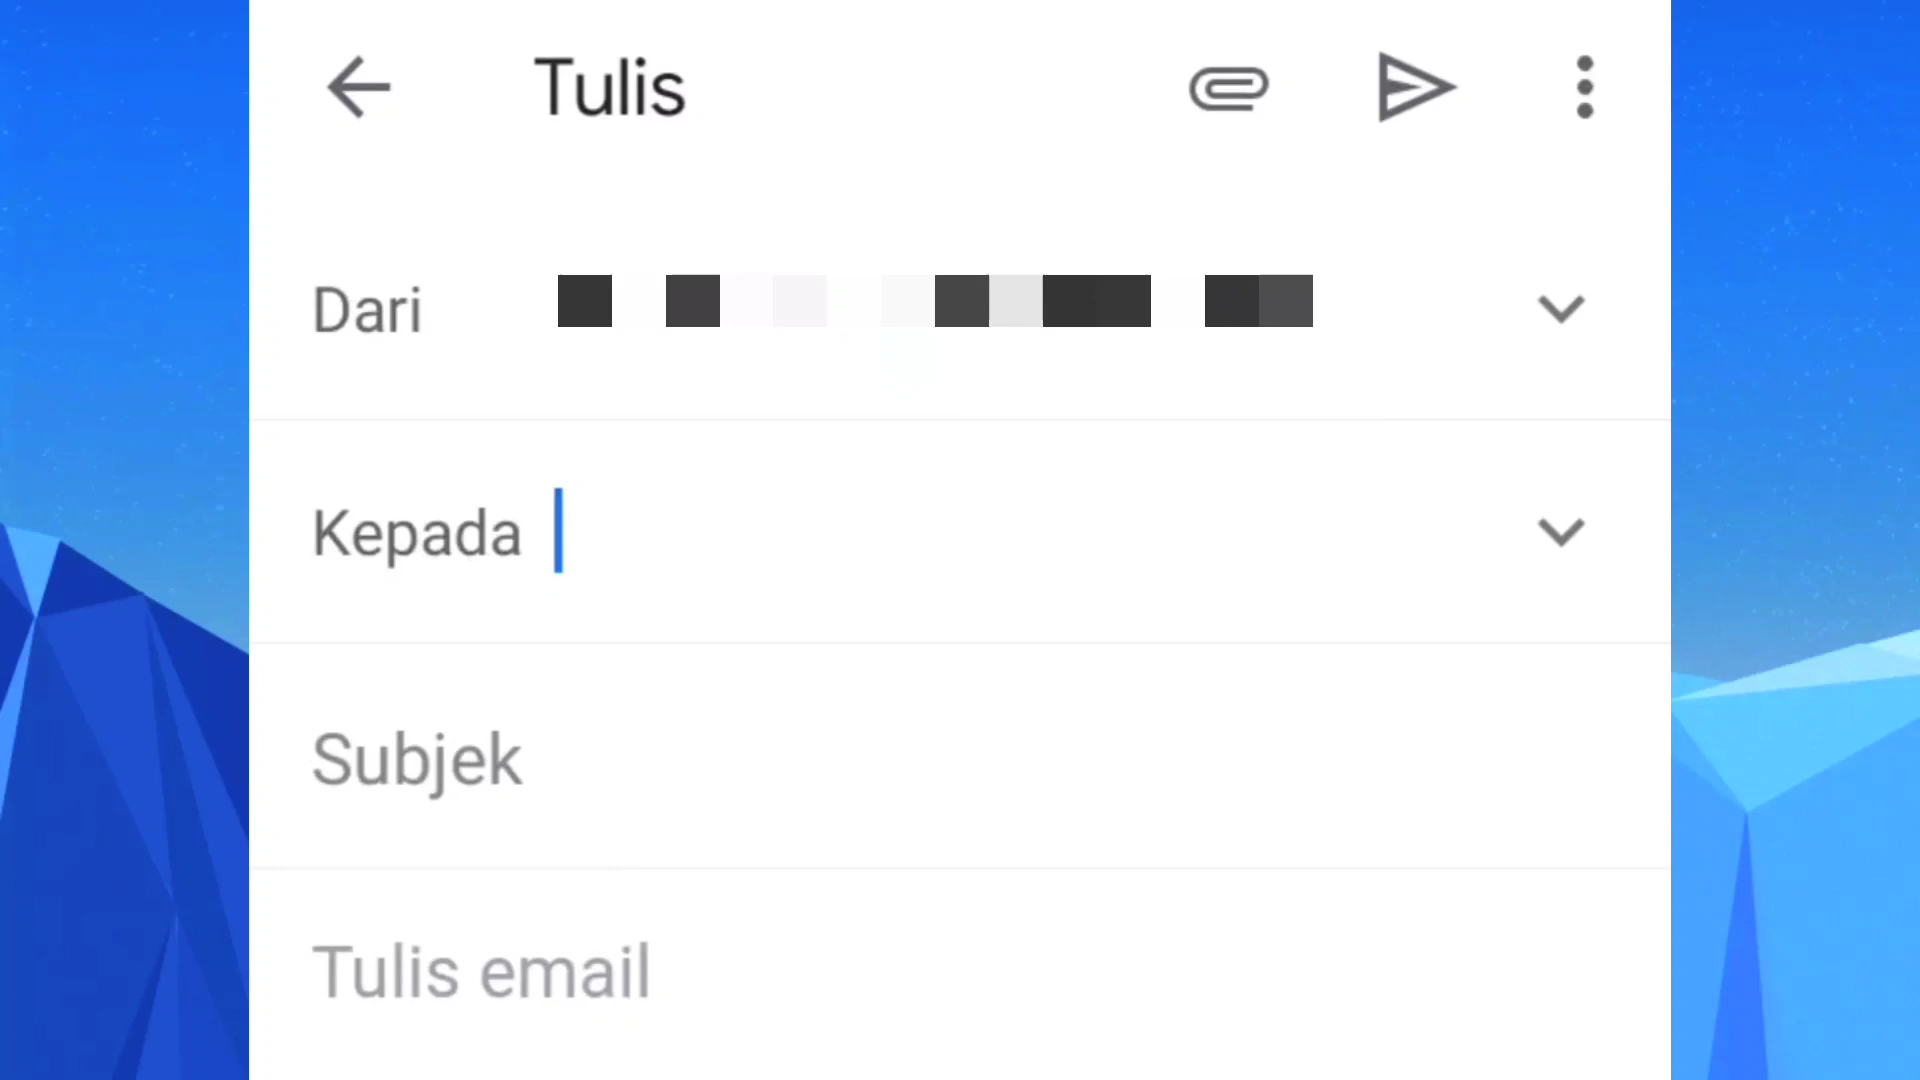 Tulis
Dari
Kepada
Subjek
Tulis email